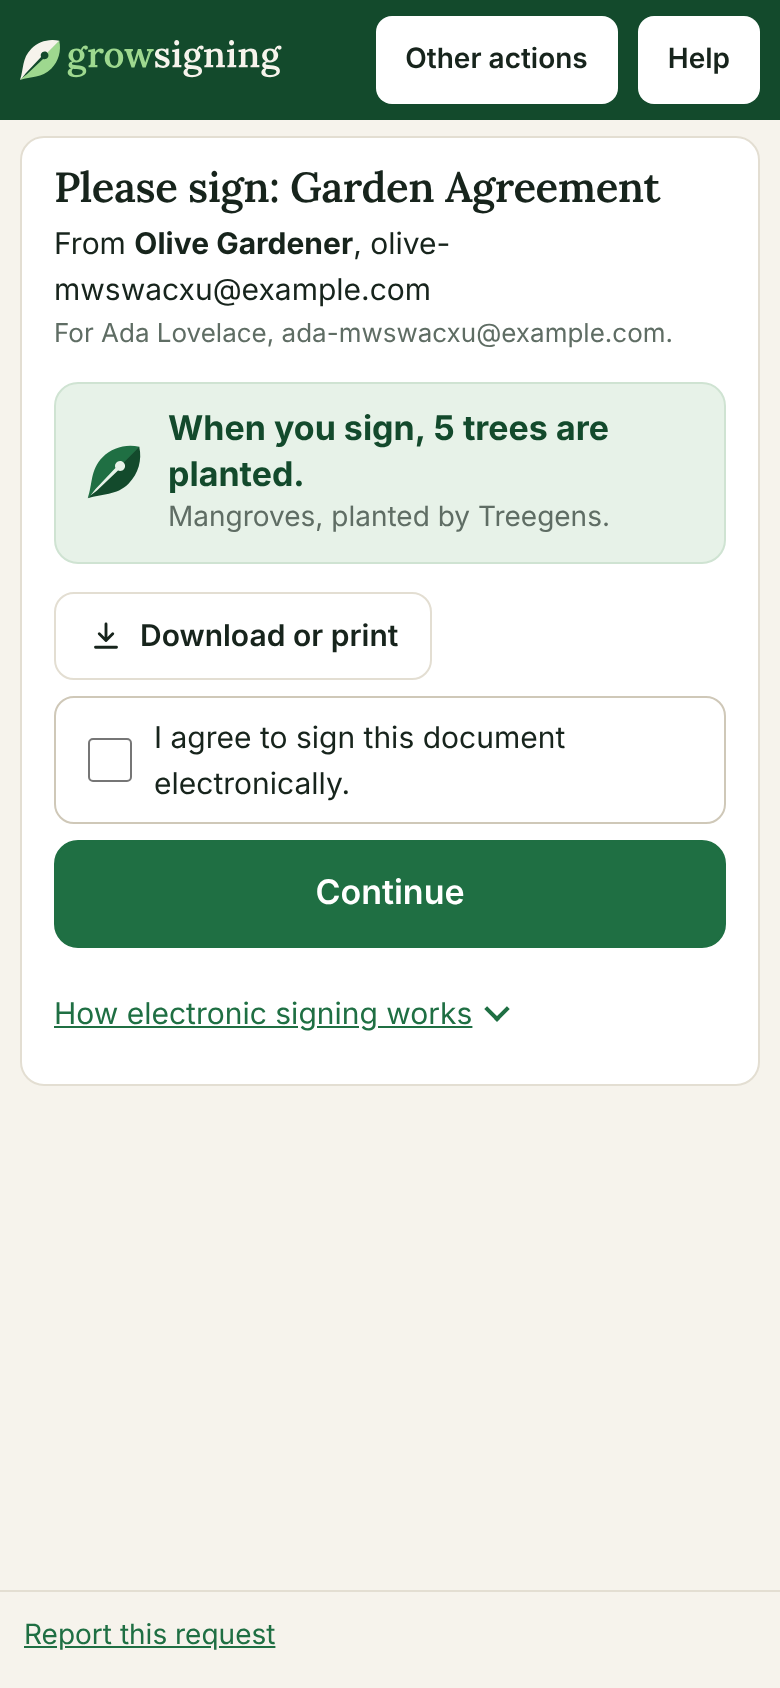 growsigning
Other actions
Help
Please sign: Garden Agreement
From Olive Gardener, olive-
mwswacxu@example.com
For Ada Lovelace, ada-mwswacxu@example.com.
When you sign, 5 trees are
planted.
Mangroves, planted by Treegens.
Download or print
I agree to sign this document
electronically.
Continue
How electronic signing works
Report this request